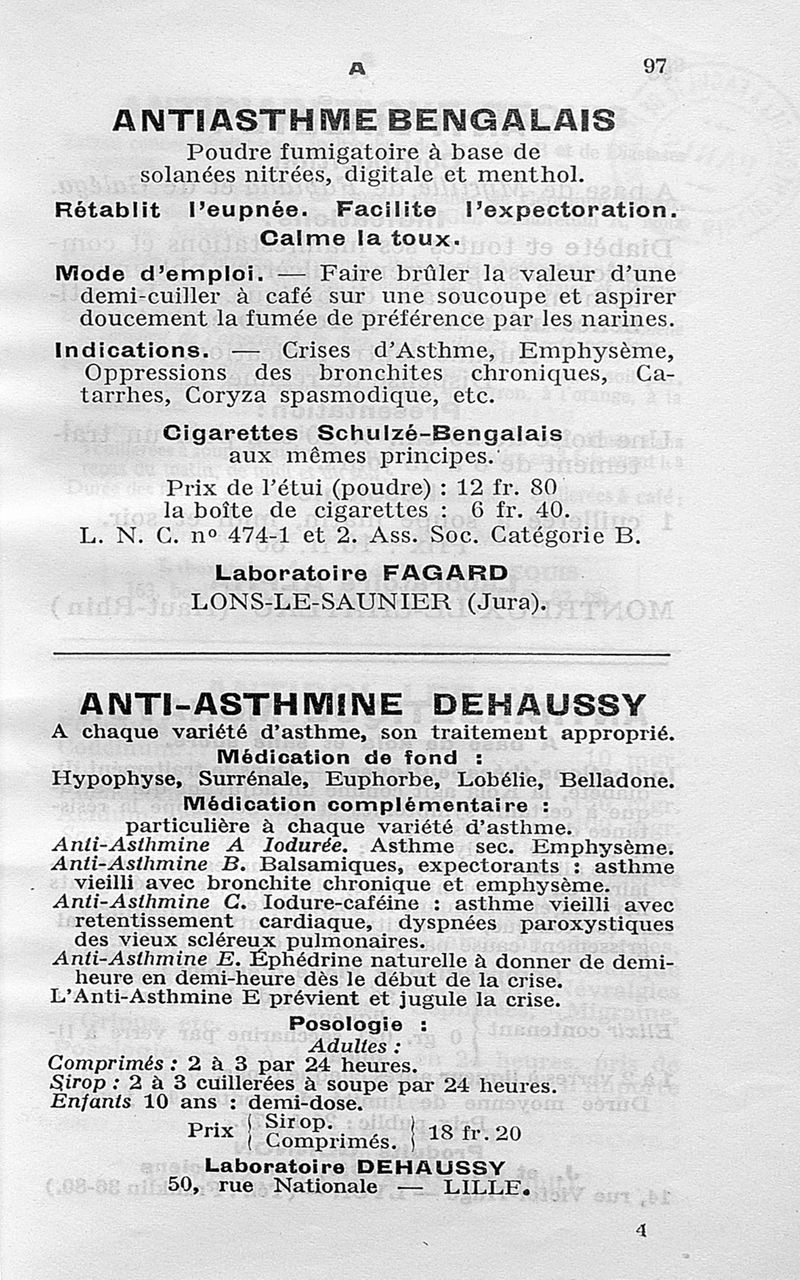 A
97
ANTIASTHME BENGALAIS
Poudre fumigatoire à base de
solanées nitrées, digitale et menthol.
Rétablit l'eupnée. Facilite l'expectoration.
Calme la toux.
Mode d'emploi. — Faire brûler la valeur d'une
demi-cuiller à café sur une soucoupe et aspirer
doucement la fumée de préférence par les narines.
Indications. — Crises d'Asthme, Emphysème,
Oppressions des bronchites chroniques, Ca-
tarrhes, Coryza spasmodique, etc.
Cigarettes Schulzé-Bengalais
aux mêmes principes.
Prix de l'étui (poudre) : 12 fr. 80
la boîte de cigarettes : 6 fr. 40.
L. N. C. nº 474-1 et 2. Ass. Soc. Catégorie B.
Laboratoire FAGARD
LONS-LE-SAUNIER (Jura).
ANTI-ASTHMINE DEHAUSSY
A chaque variété d'asthme, son traitement approprié.
Médication de fond :
Hypophyse, Surrénale, Euphorbe, Lobélie, Belladone.
Médication complémentaire :
particulière à chaque variété d'asthme.
Anti-Asthmine A Iodurée. Asthme sec. Emphysème.
Anti-Asthmine B. Balsamiques, expectorants : asthme
vieilli avec bronchite chronique et emphysème.
Anti-Asthmine C. Iodure-caféine : asthme vieilli avec
retentissement cardiaque, dyspnées paroxystiques
des vieux scléreux pulmonaires.
Anti-Asthmine E. Éphédrine naturelle à donner de demi-
heure en demi-heure dès le début de la crise.
L'Anti-Asthmine E prévient et jugule la crise.
Posologie :
Adultes :
Comprimés : 2 à 3 par 24 heures.
Sirop : 2 à 3 cuillerées à soupe par 24 heures.
Enfants 10 ans : demi-dose.
Prix { Sirop. Comprimés. } 18 fr. 20
Laboratoire DEHAUSSY
50, rue Nationale — LILLE.
4